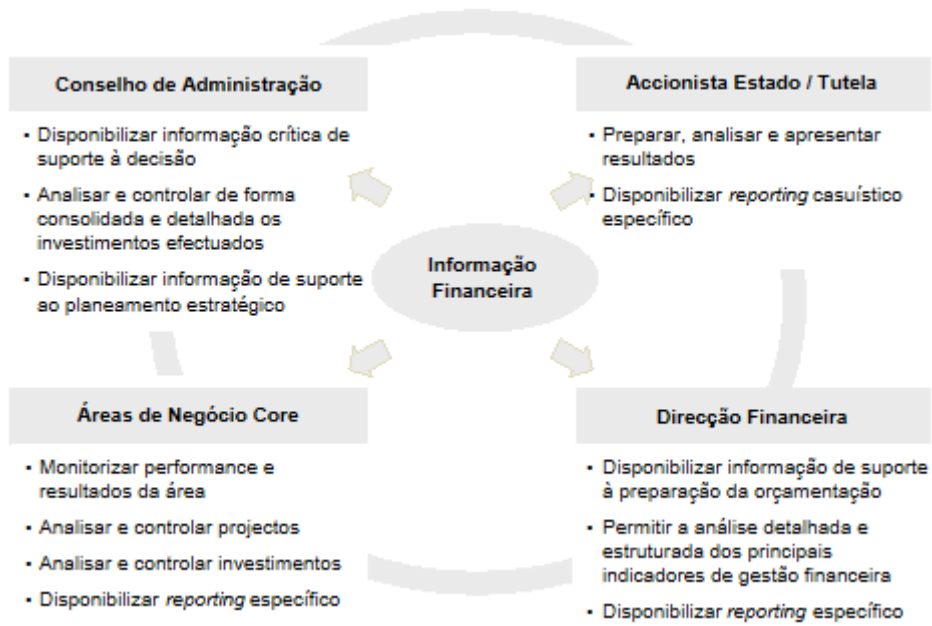 Conselho de Administração
▪ Disponibilizar informação crítica de
suporte à decisão
▪ Analisar e controlar de forma
consolidada e detalhada os
investimentos efectuados
▪ Disponibilizar informação de suporte
ao planeamento estratégico
Accionista Estado / Tutela
▪ Preparar, analisar e apresentar
resultados
▪ Disponibilizar reporting casuístico
específico
Informação
Financeira
Áreas de Negócio Core
▪ Monitorizar performance e
resultados da área
▪ Analisar e controlar projectos
▪ Analisar e controlar investimentos
▪ Disponibilizar reporting específico
Direcção Financeira
▪ Disponibilizar informação de suporte
à preparação da orçamentação
▪ Permitir a análise detalhada e
estruturada dos principais
indicadores de gestão financeira
▪ Disponibilizar reporting específico